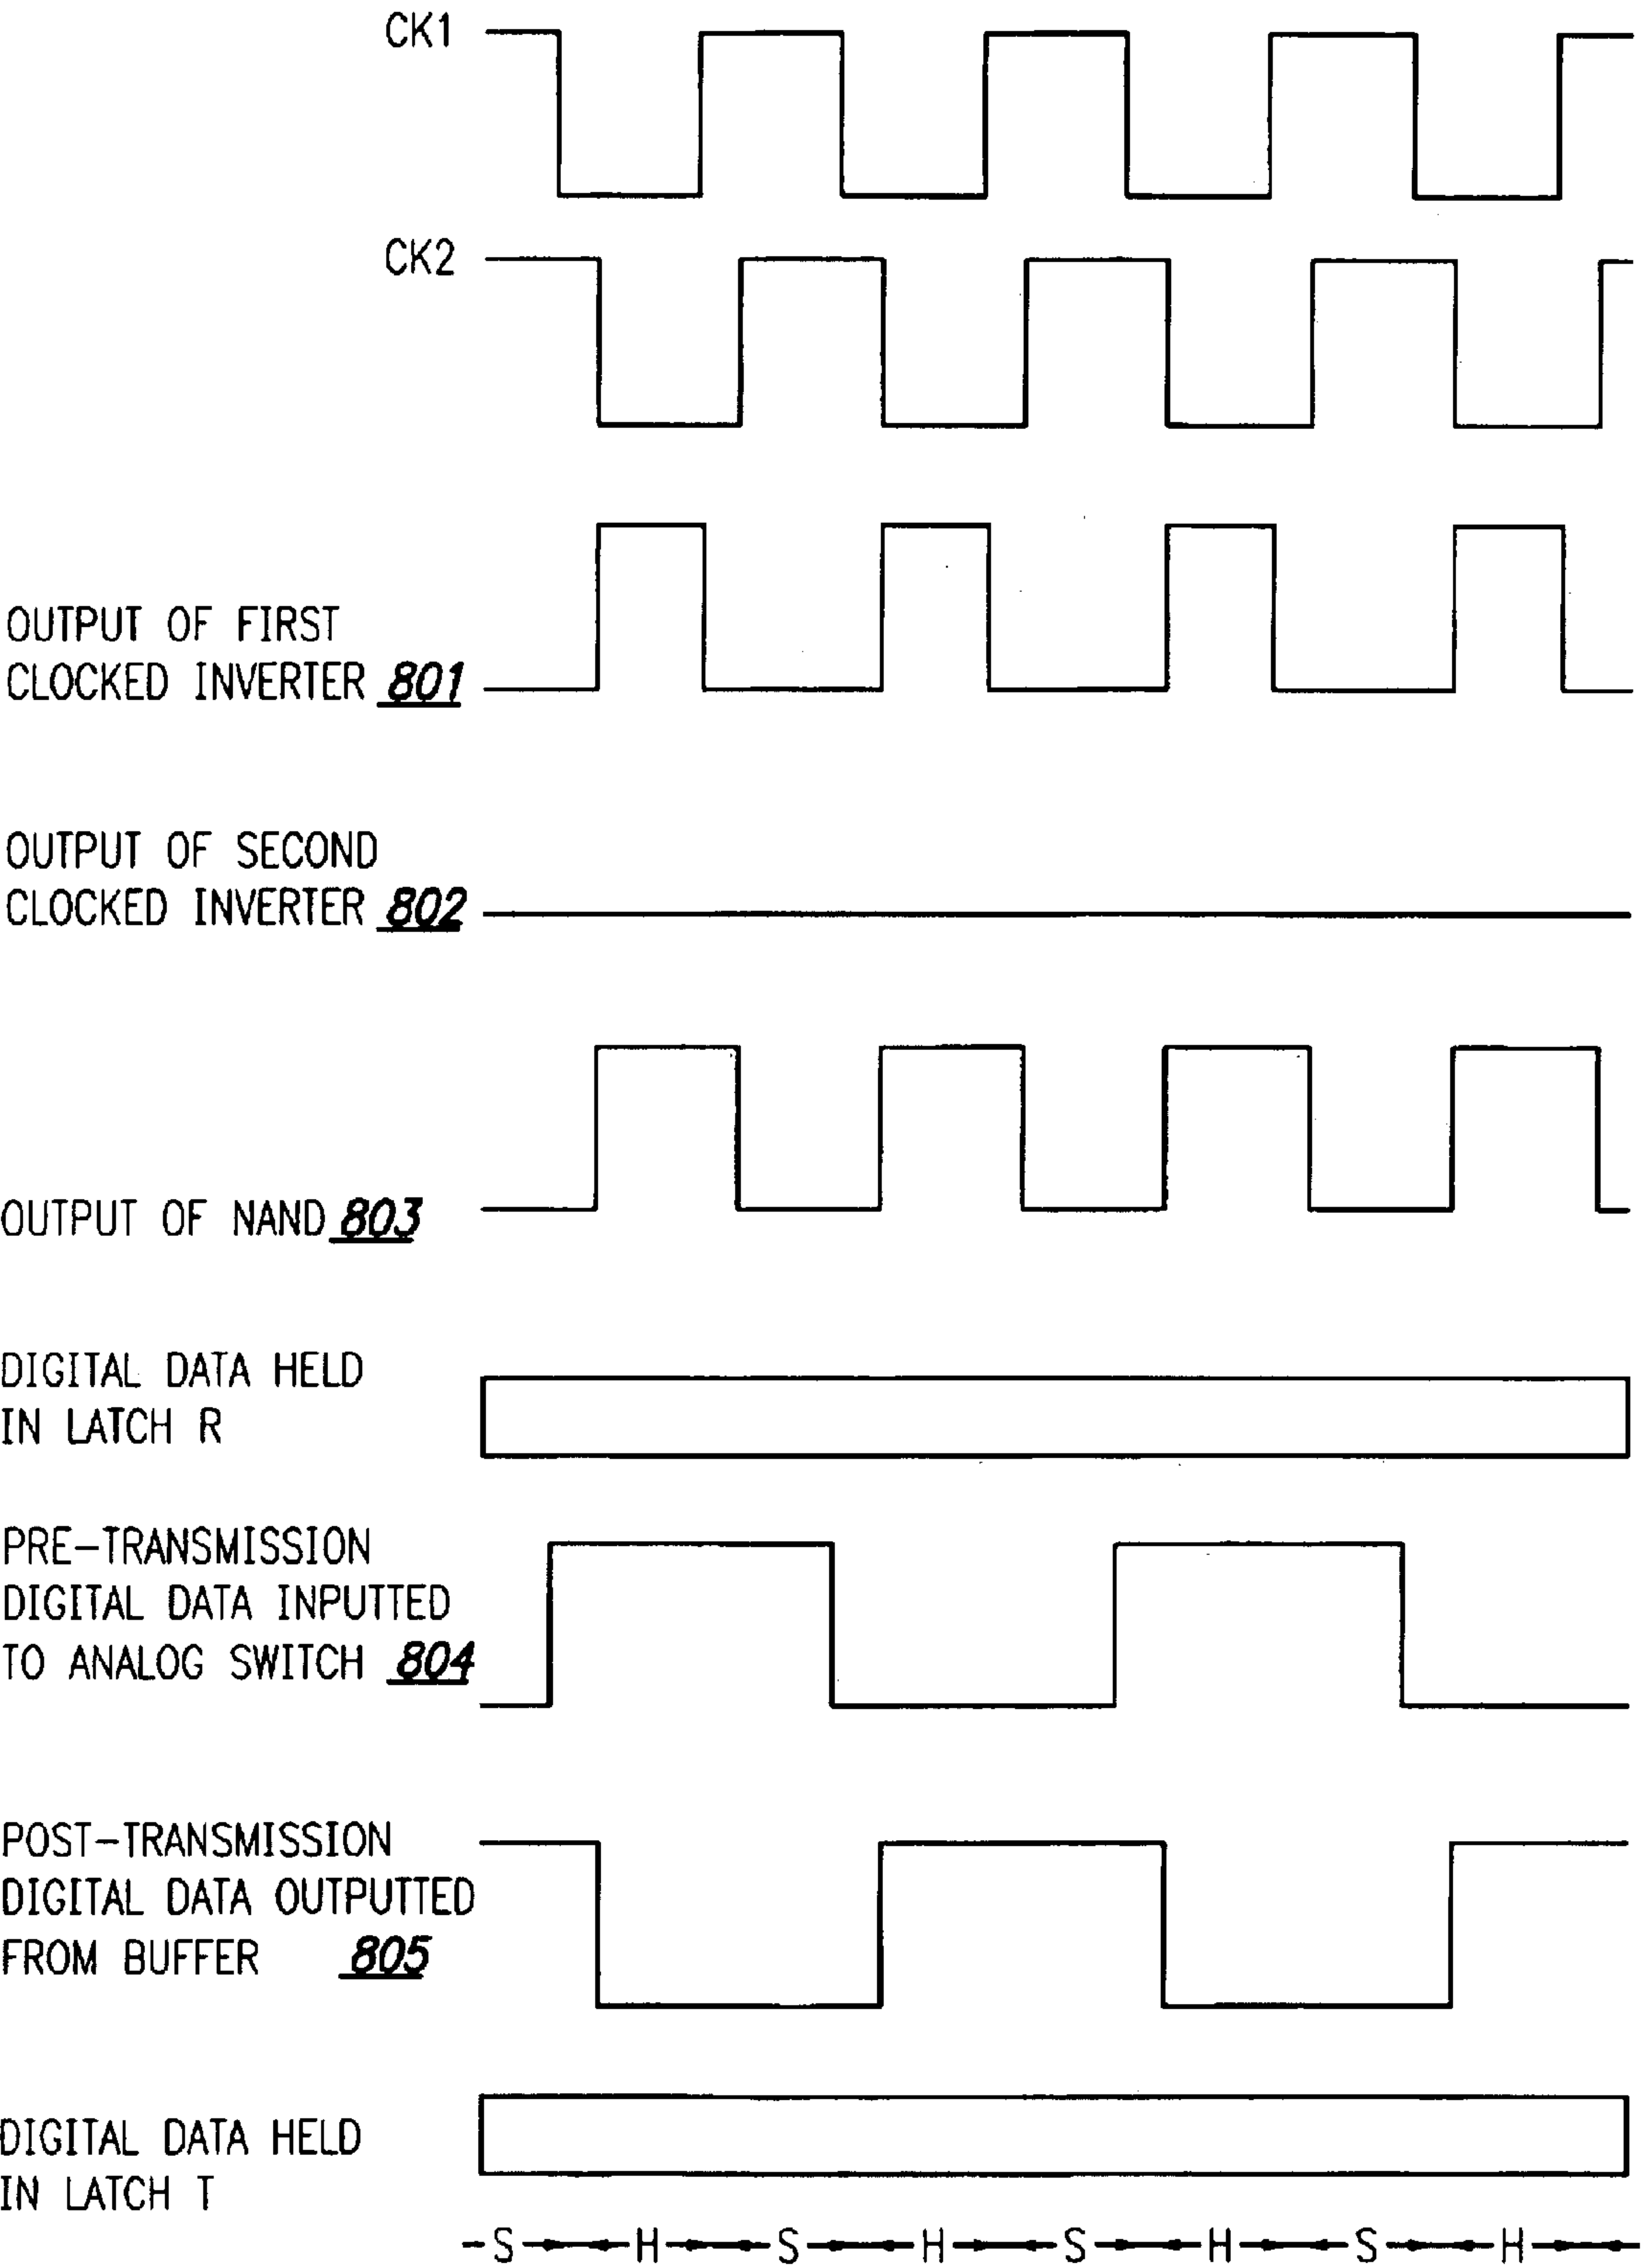 CK1
CK2
OUTPUT OF FIRST
CLOCKED INVERTER 801
OUTPUT OF SECOND
CLOCKED INVERTER 802
OUTPUT OF NAND 803
DIGITAL DATA HELD
IN LATCH R
PRE-TRANSMISSION
DIGITAL DATA INPUTTED
TO ANALOG SWITCH 804
POST-TRANSMISSION
DIGITAL DATA OUTPUTTED
FROM BUFFER 805
DIGITAL DATA HELD
IN LATCH T
S H S H S H S H